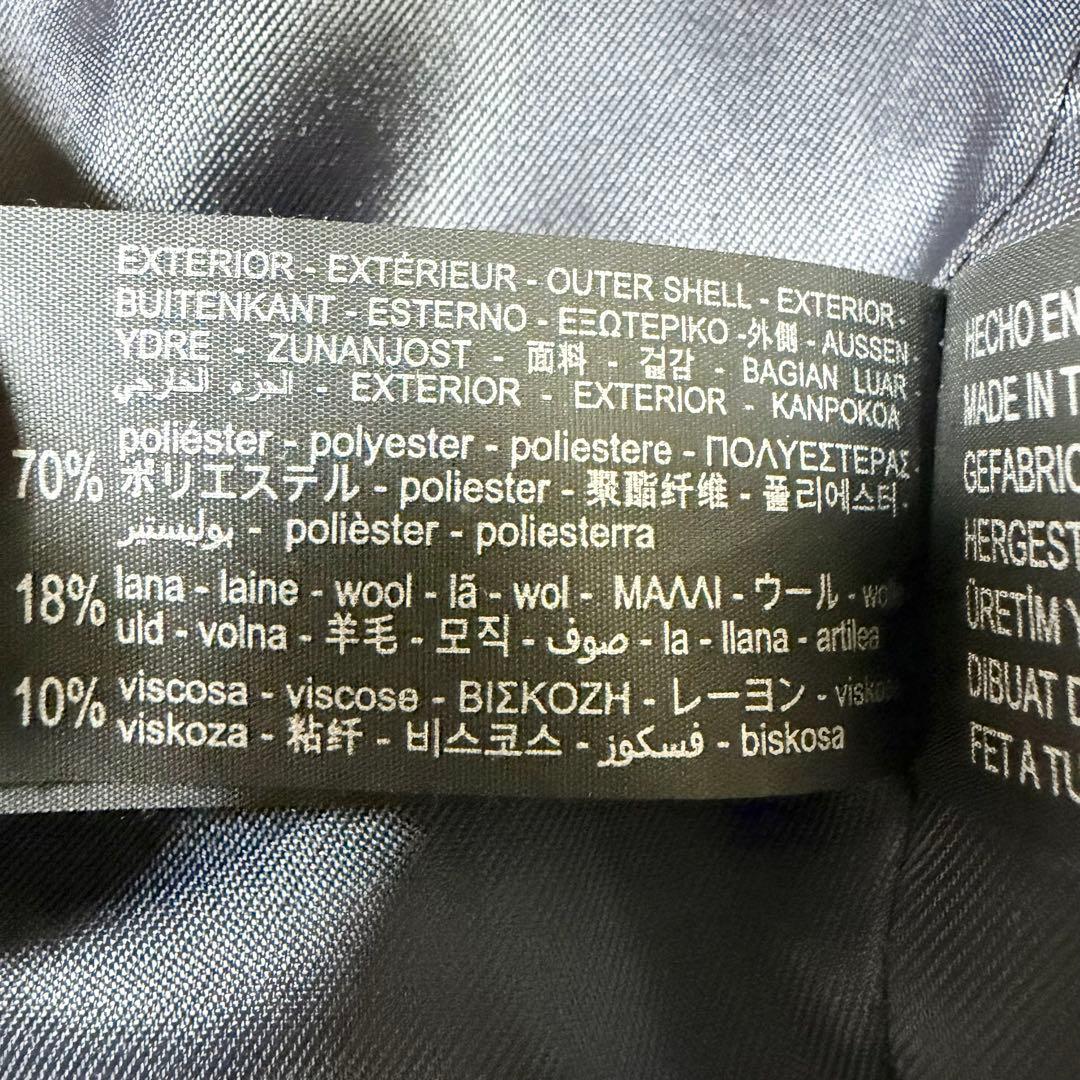 EXTERIOR - EXTÉRIEUR - OUTER SHELL - EXTERIOR -
BUITENKANT - ESTERNO - ΕΞΩΤΕΡΙΚΟ -外側 - AUSSEN -
YDRE - ZUNANJOST - 面料 - 겉감 - BAGIAN LUAR -
الجزء الخارجي - EXTERIOR - EXTERIOR - KANPOKOA
70% poliéster - polyester - poliestere - ΠΟΛΥΕΣΤΕΡΑΣ -
ポリエステル - poliester - 聚酯纤维 - 폴리에스터 -
بوليستر - polièster - poliesterra
18% lana - laine - wool - lã - wol - ΜΑΛΛΙ - ウール -
uld - volna - 羊毛 - 모직 - صوف - la - llana - artilea
10% viscosa - viscose - ΒΙΣΚΟΖΗ - レーヨン -
viskoza - 粘纤 - 비스코스 - فسكوز - biskosa
HECHO EN
MADE IN
HERGEST
ÜRETİM
DIBUAT
FET A